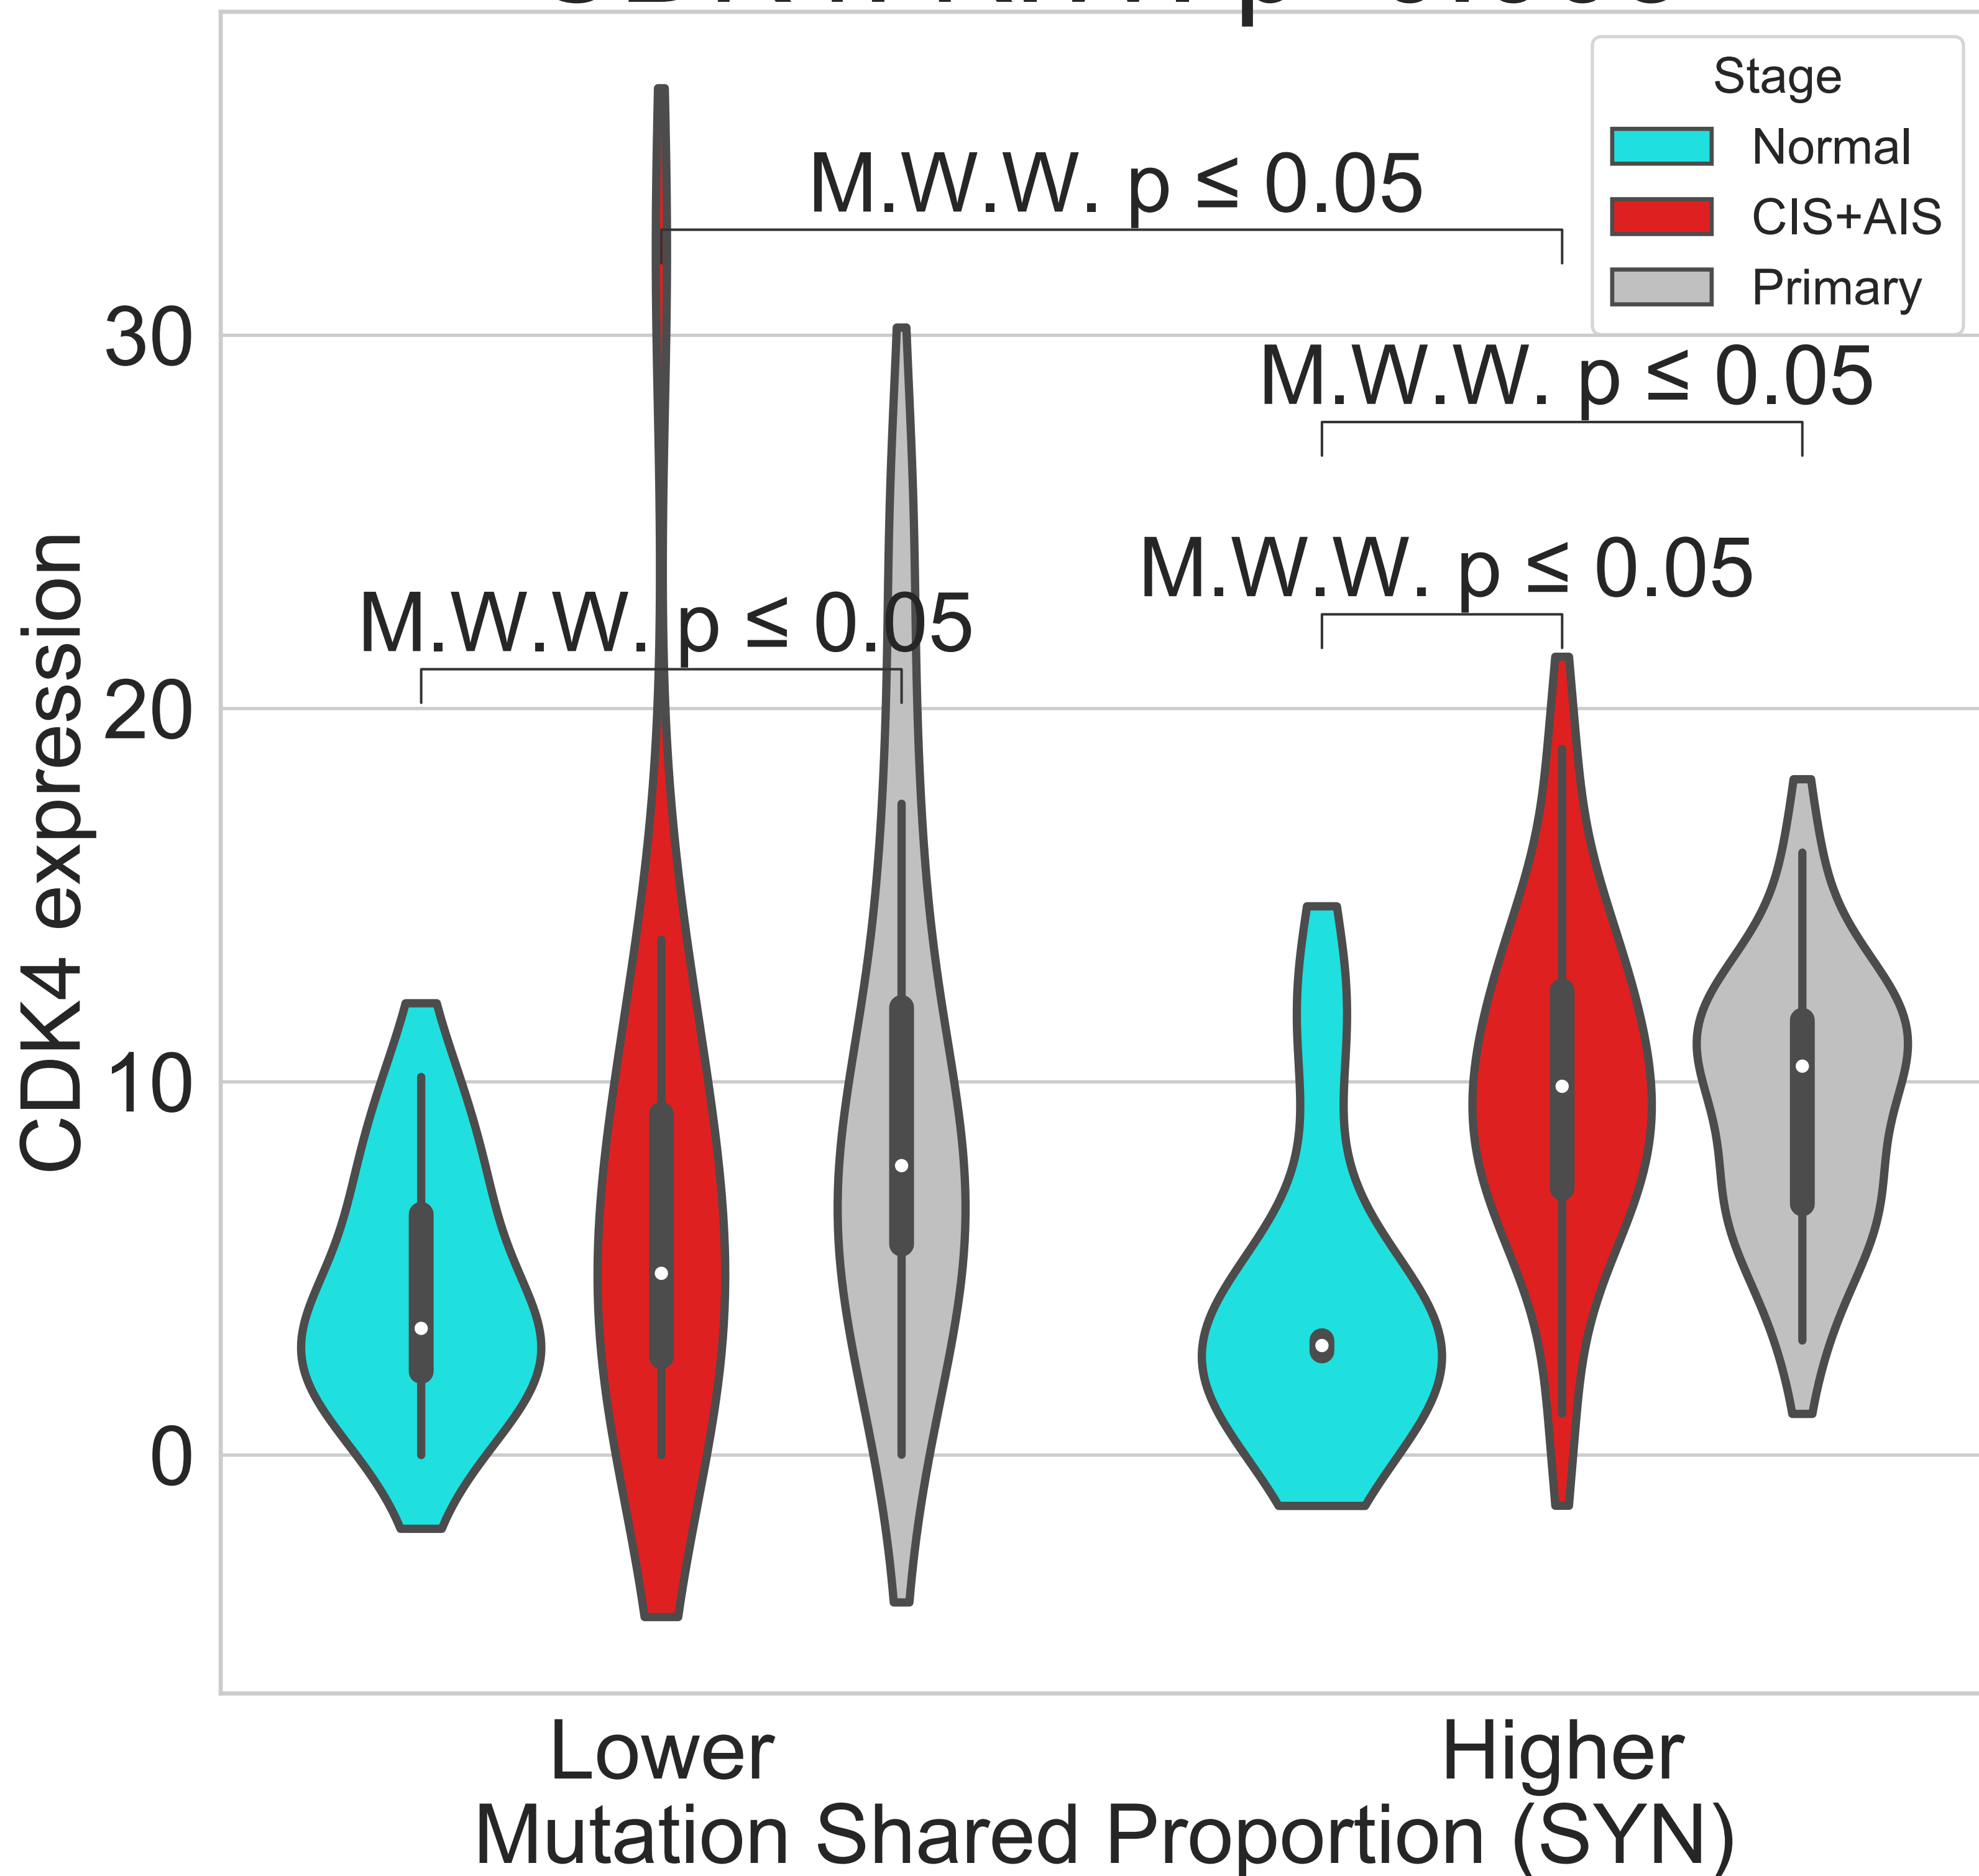 Stage
Normal
CIS+AIS
Primary
M.W.W. p ≤ 0.05
M.W.W. p ≤ 0.05
M.W.W. p ≤ 0.05
M.W.W. p ≤ 0.05
CDK4 expression
30
20
10
0
Lower
Higher
Mutation Shared Proportion (SYN)